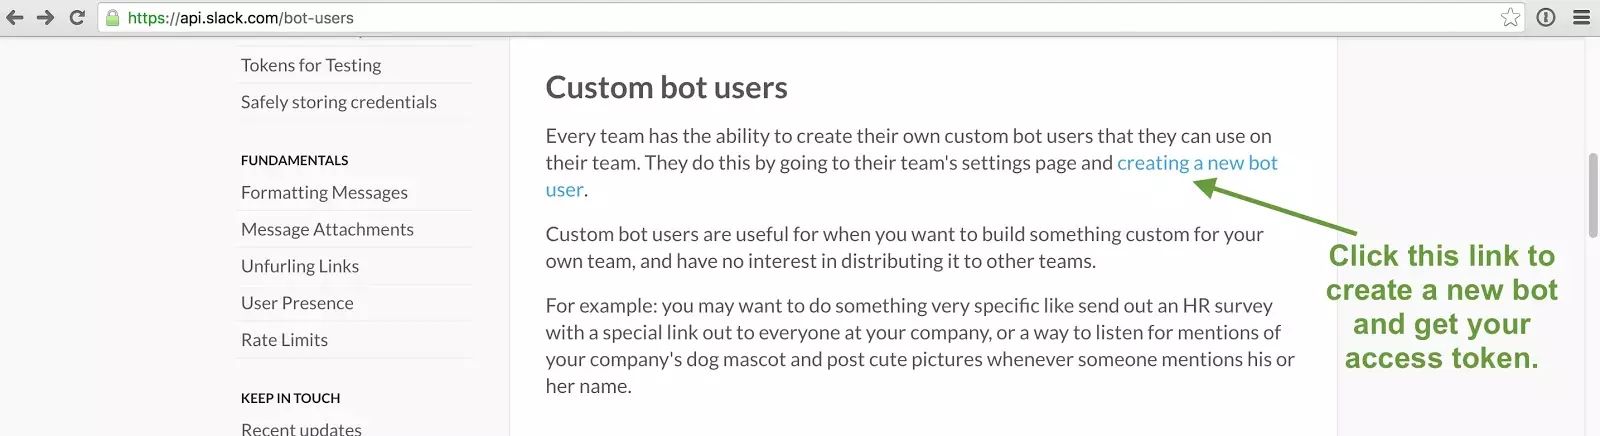 https://api.slack.com/bot-users
Tokens for Testing
Safely storing credentials
FUNDAMENTALS
Formatting Messages
Message Attachments
Unfurling Links
User Presence
Rate Limits
KEEP IN TOUCH
Recent updates
Custom bot users
Every team has the ability to create their own custom bot users that they can use on
their team. They do this by going to their team's settings page and creating a new bot
user.
Custom bot users are useful for when you want to build something custom for your
own team, and have no interest in distributing it to other teams.
For example: you may want to do something very specific like send out an HR survey
with a special link out to everyone at your company, or a way to listen for mentions of
your company's dog mascot and post cute pictures whenever someone mentions his or
her name.
Click this link to
create a new bot
and get your
access token.